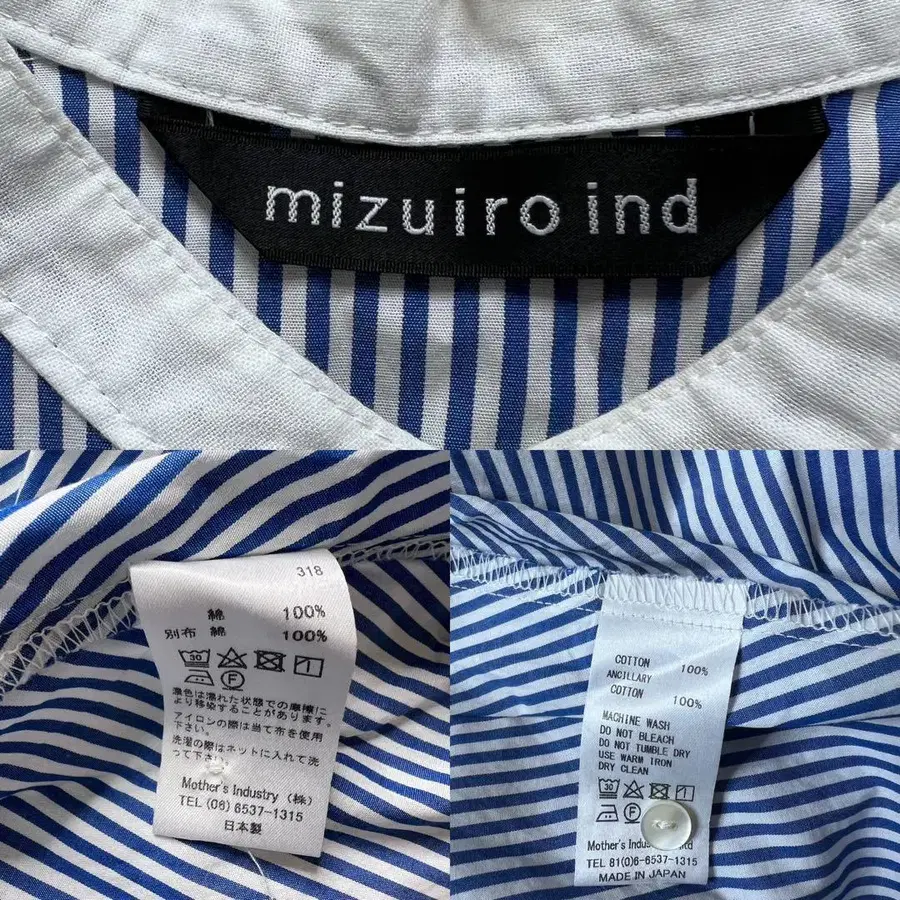 mizuiro ind
318
綿 100%
別布 綿 100%
30
濃色は濡れた状態での摩擦に
より移染することがあります。
アイロンの際は当て布を使用
下さい。
洗濯の際はネットに入れて洗
って下さい。
Mother's Industry (株)
TEL (06) 6537-1315
日本製
COTTON 100%
ANCILLARY
COTTON 100%
MACHINE WASH
DO NOT BLEACH
DO NOT TUMBLE DRY
USE WARM IRON
DRY CLEAN
30
F
Mother's
TEL 81(0)6-6537-1315
MADE IN JAPAN